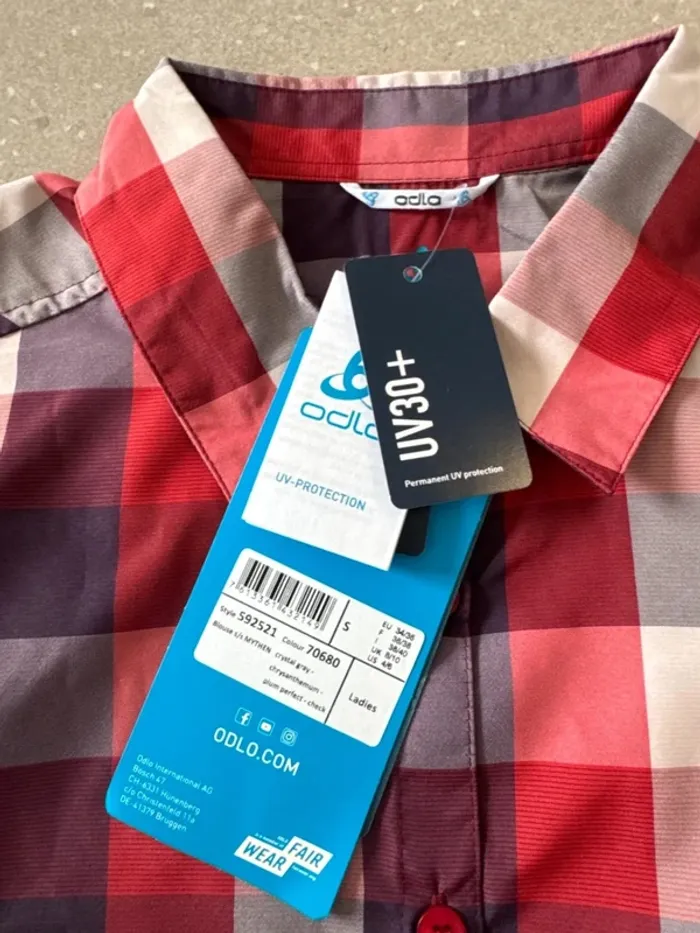 odlo
UV30+
Permanent UV protection
odlo
UV-PROTECTION
7613361432149
Style 592521 Colour 70680
Blouse s/s MYTHEN crystal grey -
chrysanthemum -
plum perfect - check
S
EU 34/36
F 36/38
I 38/40
UK 8/10
US 4/6
Ladies
ODLO.COM
Odlo International AG
Bösch 47
CH-6331 Hünenberg
c/o Christenfeld 11a
DE-41379 Brüggen
FAIR
WEAR